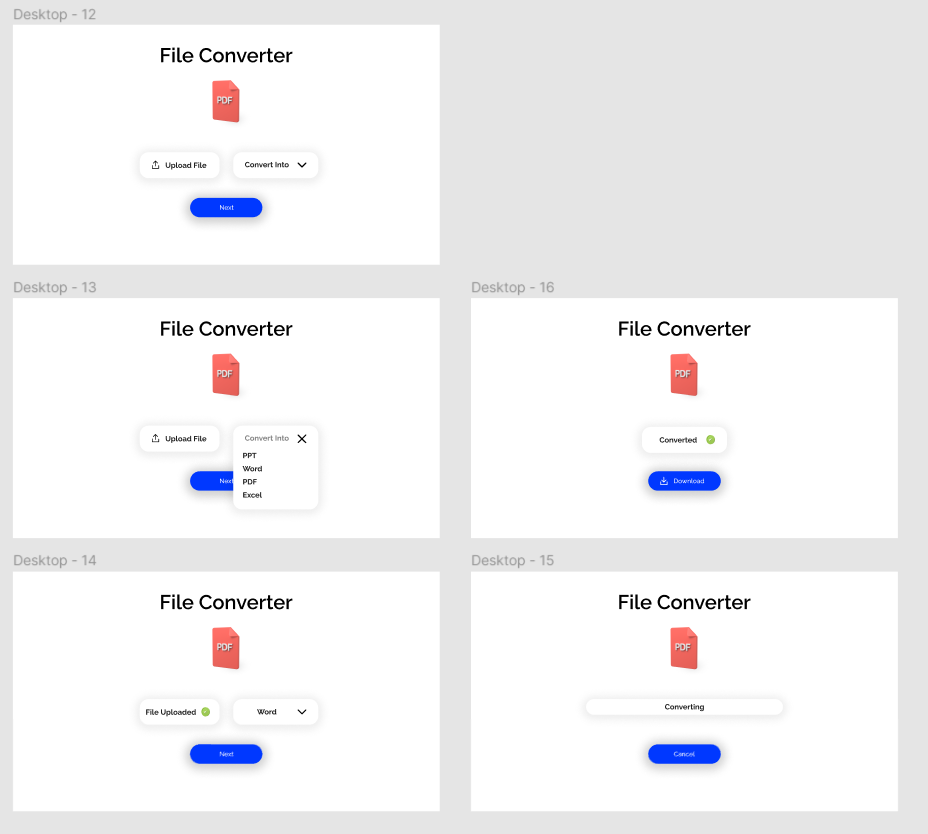 Desktop - 12
File Converter
PDF
Upload File
Convert Into
Next
Desktop - 13
File Converter
PDF
Upload File
Convert Into
PPT
Word
PDF
Excel
Next
Desktop - 16
File Converter
PDF
Converted
Download
Desktop - 14
File Converter
PDF
File Uploaded
Word
Next
Desktop - 15
File Converter
PDF
Converting
Cancel